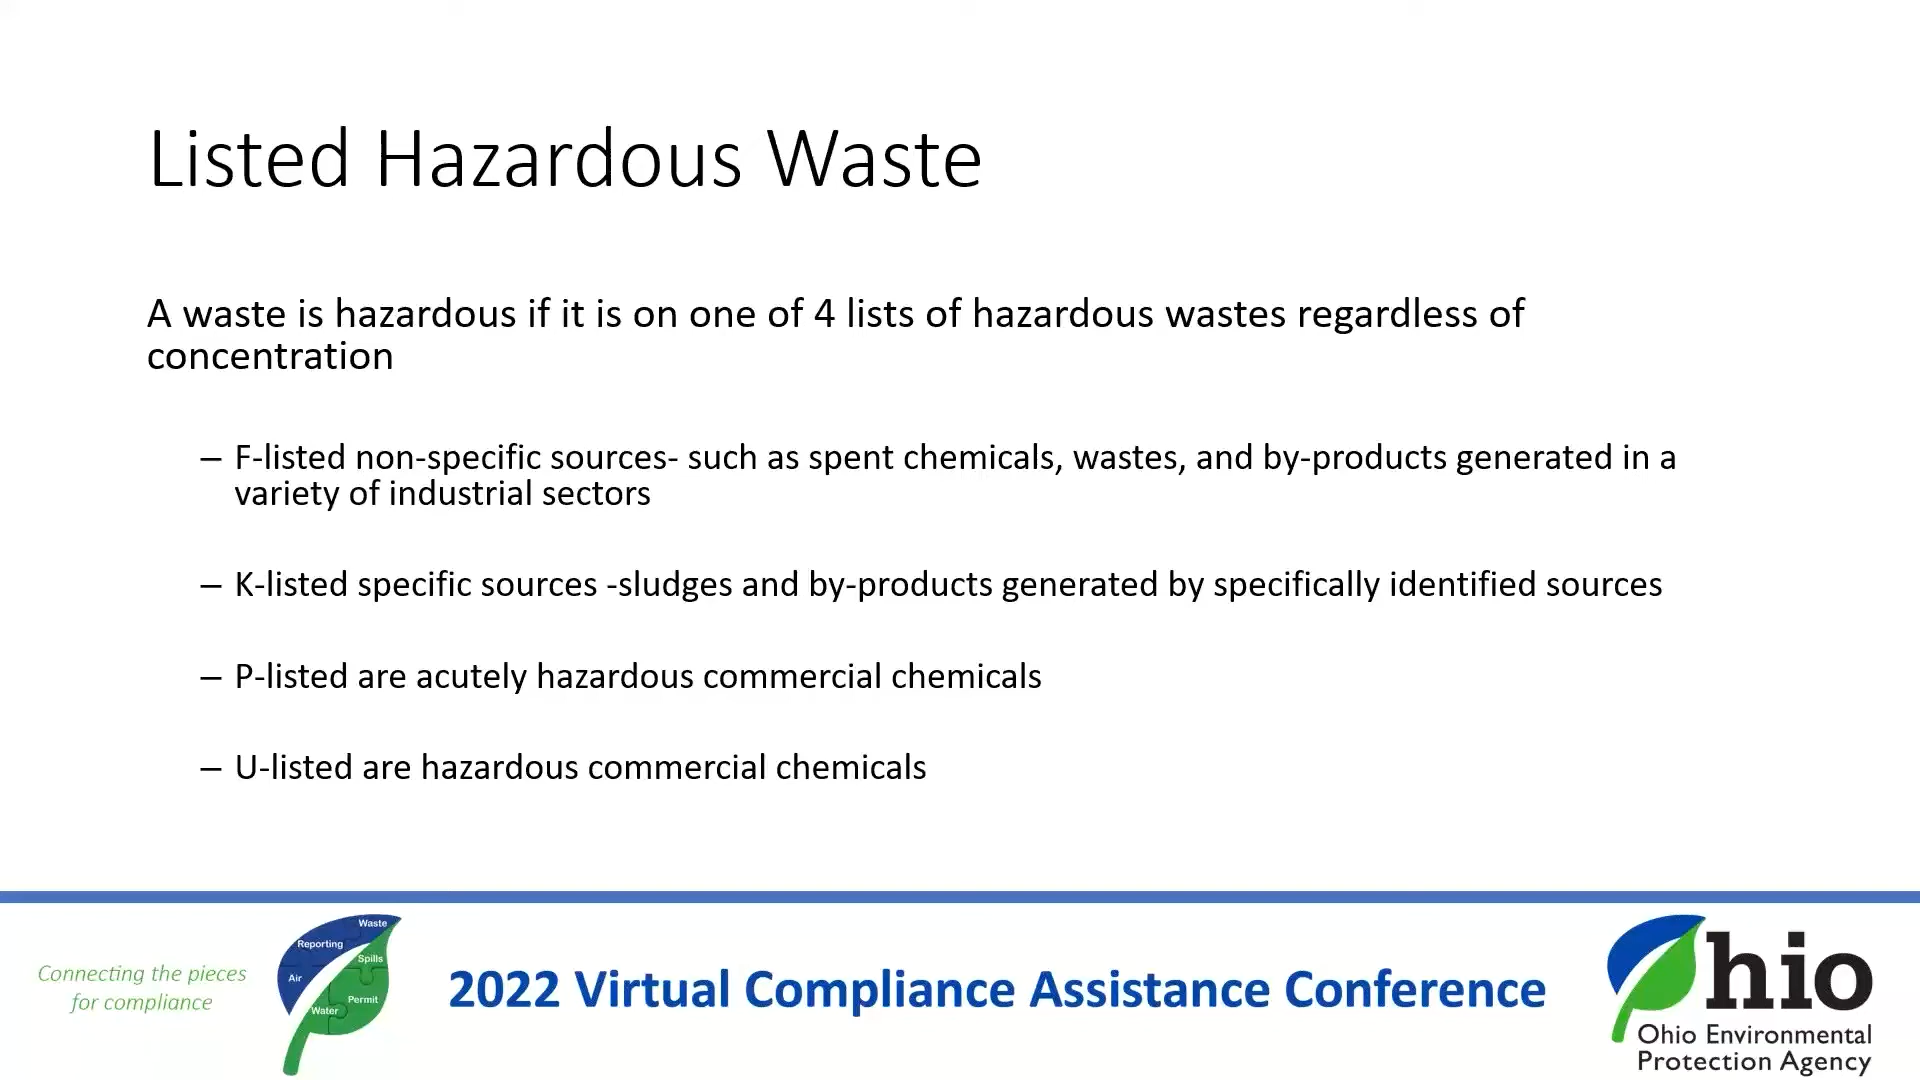 Listed Hazardous Waste
A waste is hazardous if it is on one of 4 lists of hazardous wastes regardless of
concentration
– F-listed non-specific sources- such as spent chemicals, wastes, and by-products generated in a
variety of industrial sectors
– K-listed specific sources -sludges and by-products generated by specifically identified sources
– P-listed are acutely hazardous commercial chemicals
– U-listed are hazardous commercial chemicals
Connecting the pieces
for compliance
Waste
Reporting
Spills
Air
Permit
Water
2022 Virtual Compliance Assistance Conference
Ohio
Ohio Environmental
Protection Agency